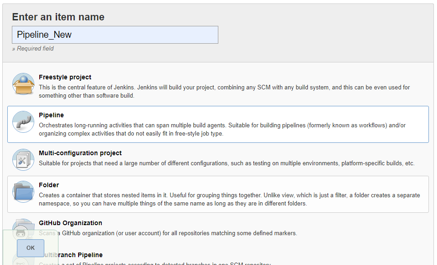 Enter an item name
Pipeline_New
» Required field
Freestyle project
This is the central feature of Jenkins. Jenkins will build your project, combining any SCM with any build system, and this can be even used for
something other than software build.
Pipeline
Orchestrates long-running activities that can span multiple build agents. Suitable for building pipelines (formerly known as workflows) and/or
organizing complex activities that do not easily fit in free-style job type.
Multi-configuration project
Suitable for projects that need a large number of different configurations, such as testing on multiple environments, platform-specific builds, etc.
Folder
Creates a container that stores nested items in it. Useful for grouping things together. Unlike view, which is just a filter, a folder creates a separate
namespace, so you can have multiple things of the same name as long as they are in different folders.
GitHub Organization
Scans a GitHub organization (or user account) for all repositories matching some defined markers.
OK
Multibranch Pipeline